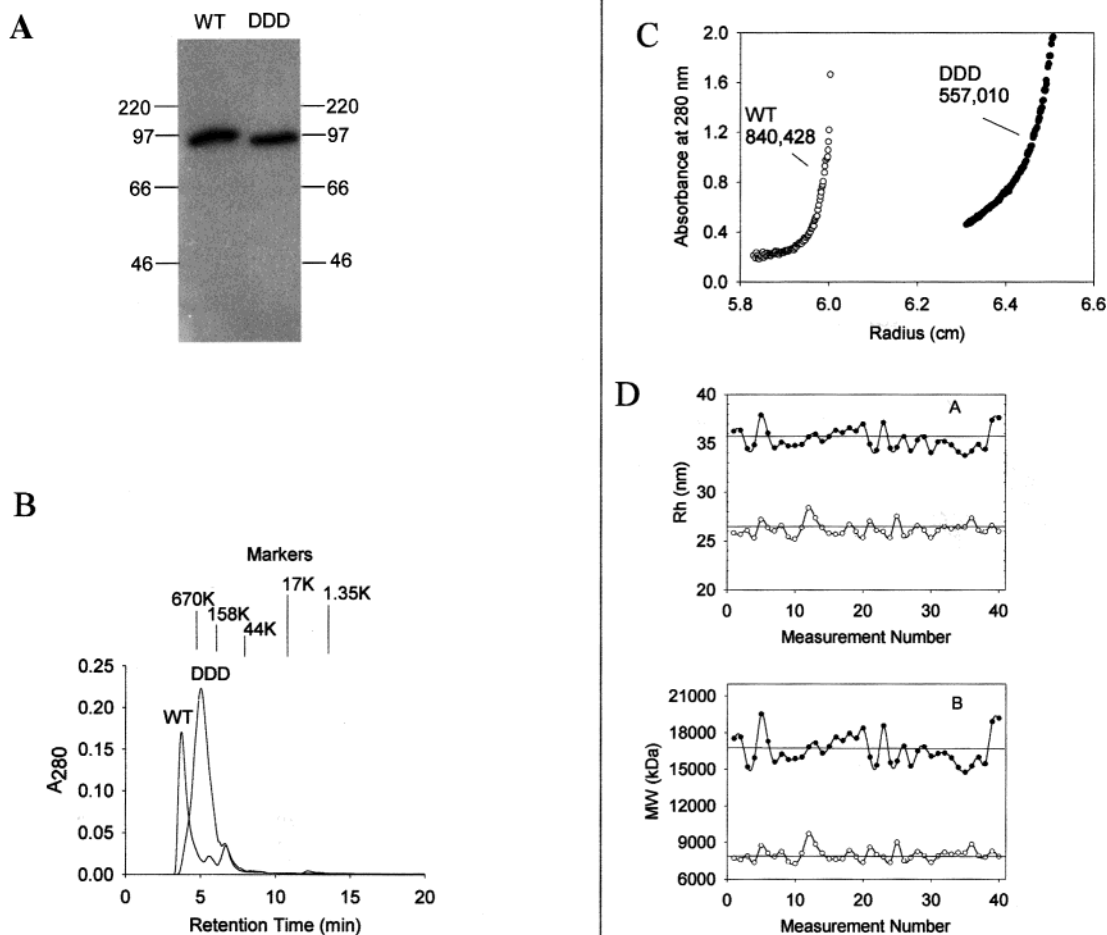 A
WT DDD
220 220
97 97
66 66
46 46
B
Markers
670K
158K
44K
17K
1.35K
0.25
0.20
0.15
0.10
0.05
0.00
A280
WT
DDD
0 5 10 15 20
Retention Time (min)
C
2.0
1.6
1.2
0.8
0.4
0.0
Absorbance at 280 nm
WT
840,428
DDD
557,010
5.8 6.0 6.2 6.4 6.6
Radius (cm)
D
A
40
35
30
25
20
Rh (nm)
0 10 20 30 40
Measurement Number
B
21000
18000
15000
12000
9000
6000
MW (kDa)
0 10 20 30 40
Measurement Number